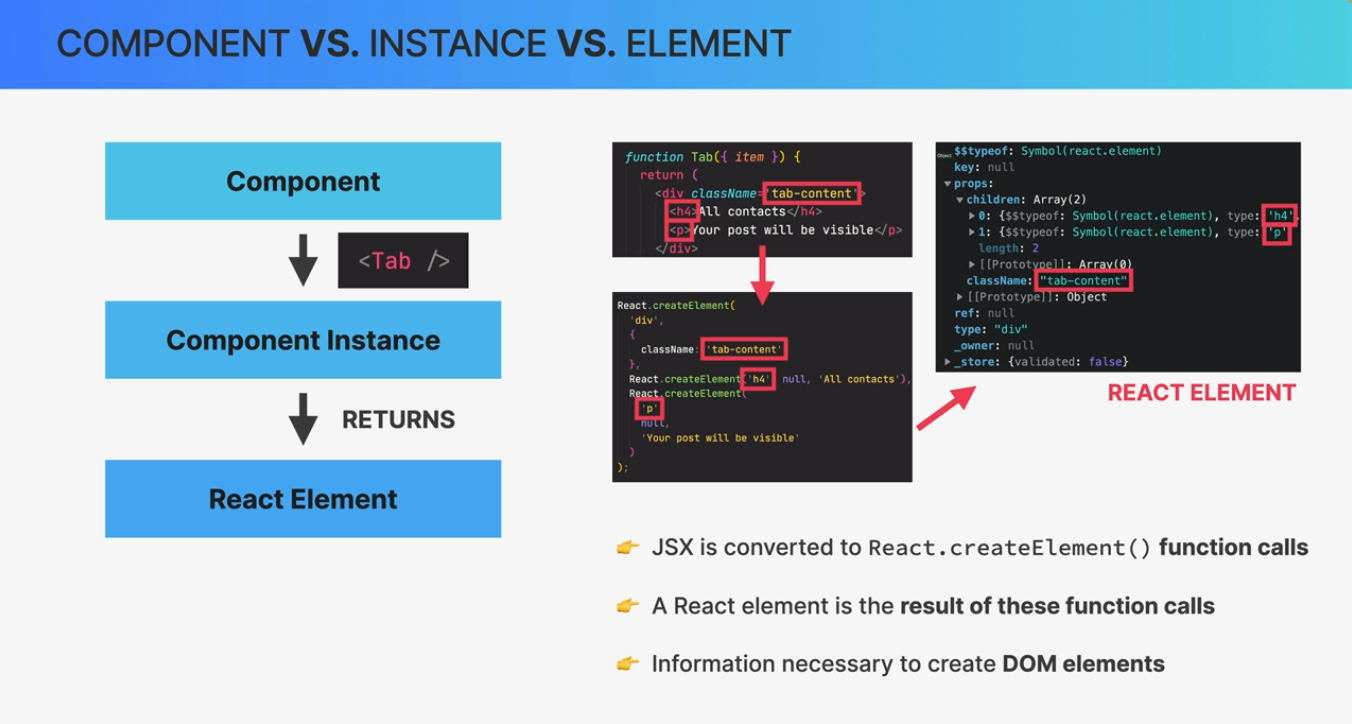 COMPONENT VS. INSTANCE VS. ELEMENT
Component
<Tab />
Component Instance
RETURNS
React Element
function Tab({ item }) {
return (
<div className='tab-content'>
<h4>All contacts</h4>
<p>Your post will be visible</p>
</div>
React.createElement(
'div',
{
className: 'tab-content'
},
React.createElement('h4' null, 'All contacts'),
React.createElement(
'p'
null,
'Your post will be visible'
)
);
Object
$$typeof: Symbol(react.element)
key: null
▼props:
▼children: Array(2)
▶0: {$$typeof: Symbol(react.element), type: 'h4',
▶1: {$$typeof: Symbol(react.element), type: 'p'
length: 2
▶[[Prototype]]: Array(0)
className: "tab-content"
▶[[Prototype]]: Object
ref: null
type: "div"
_owner: null
▶_store: {validated: false}
REACT ELEMENT
👉 JSX is converted to React.createElement() function calls
👉 A React element is the result of these function calls
👉 Information necessary to create DOM elements